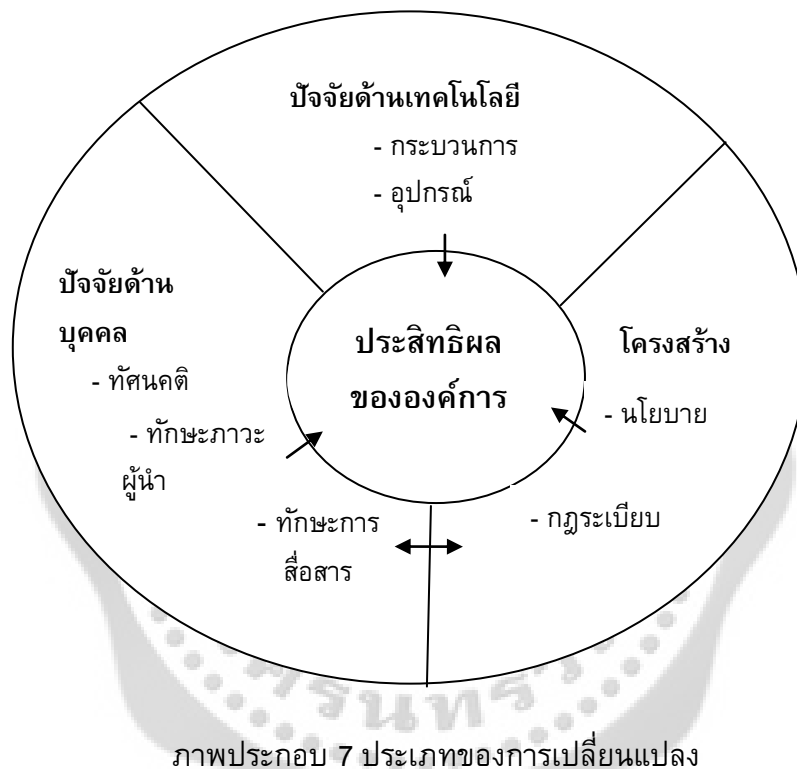 ปัจจัยด้านเทคโนโลยี
- กระบวนการ
- อุปกรณ์
ปัจจัยด้าน
บุคคล
- ทัศนคติ
- ทักษะภาวะ
ผู้นำ
- ทักษะการ
สื่อสาร
ประสิทธิผล
ขององค์การ
โครงสร้าง
- นโยบาย
- กฎระเบียบ
ภาพประกอบ 7 ประเภทของการเปลี่ยนแปลง